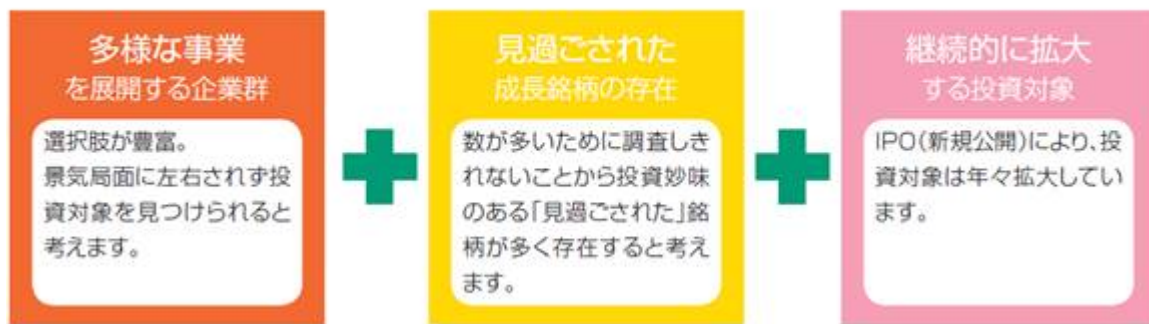 多様な事業
を展開する企業群
選択肢が豊富。
景気局面に左右されず投
資対象を見つけられると
考えます。
見過ごされた
成長銘柄の存在
数が多いために調査しき
れないことから投資妙味
のある「見過ごされた」銘
柄が多く存在すると考え
ます。
継続的に拡大
する投資対象
IPO(新規公開)により、投
資対象は年々拡大してい
ます。